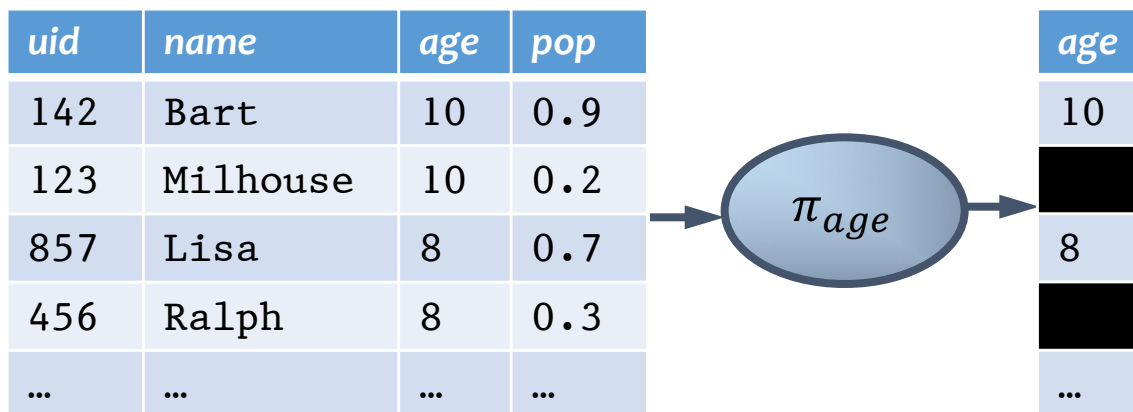 uid name age pop
142 Bart 10 0.9
123 Milhouse 10 0.2
857 Lisa 8 0.7
456 Ralph 8 0.3
... ... ... ...
π_age
age
10
8
...